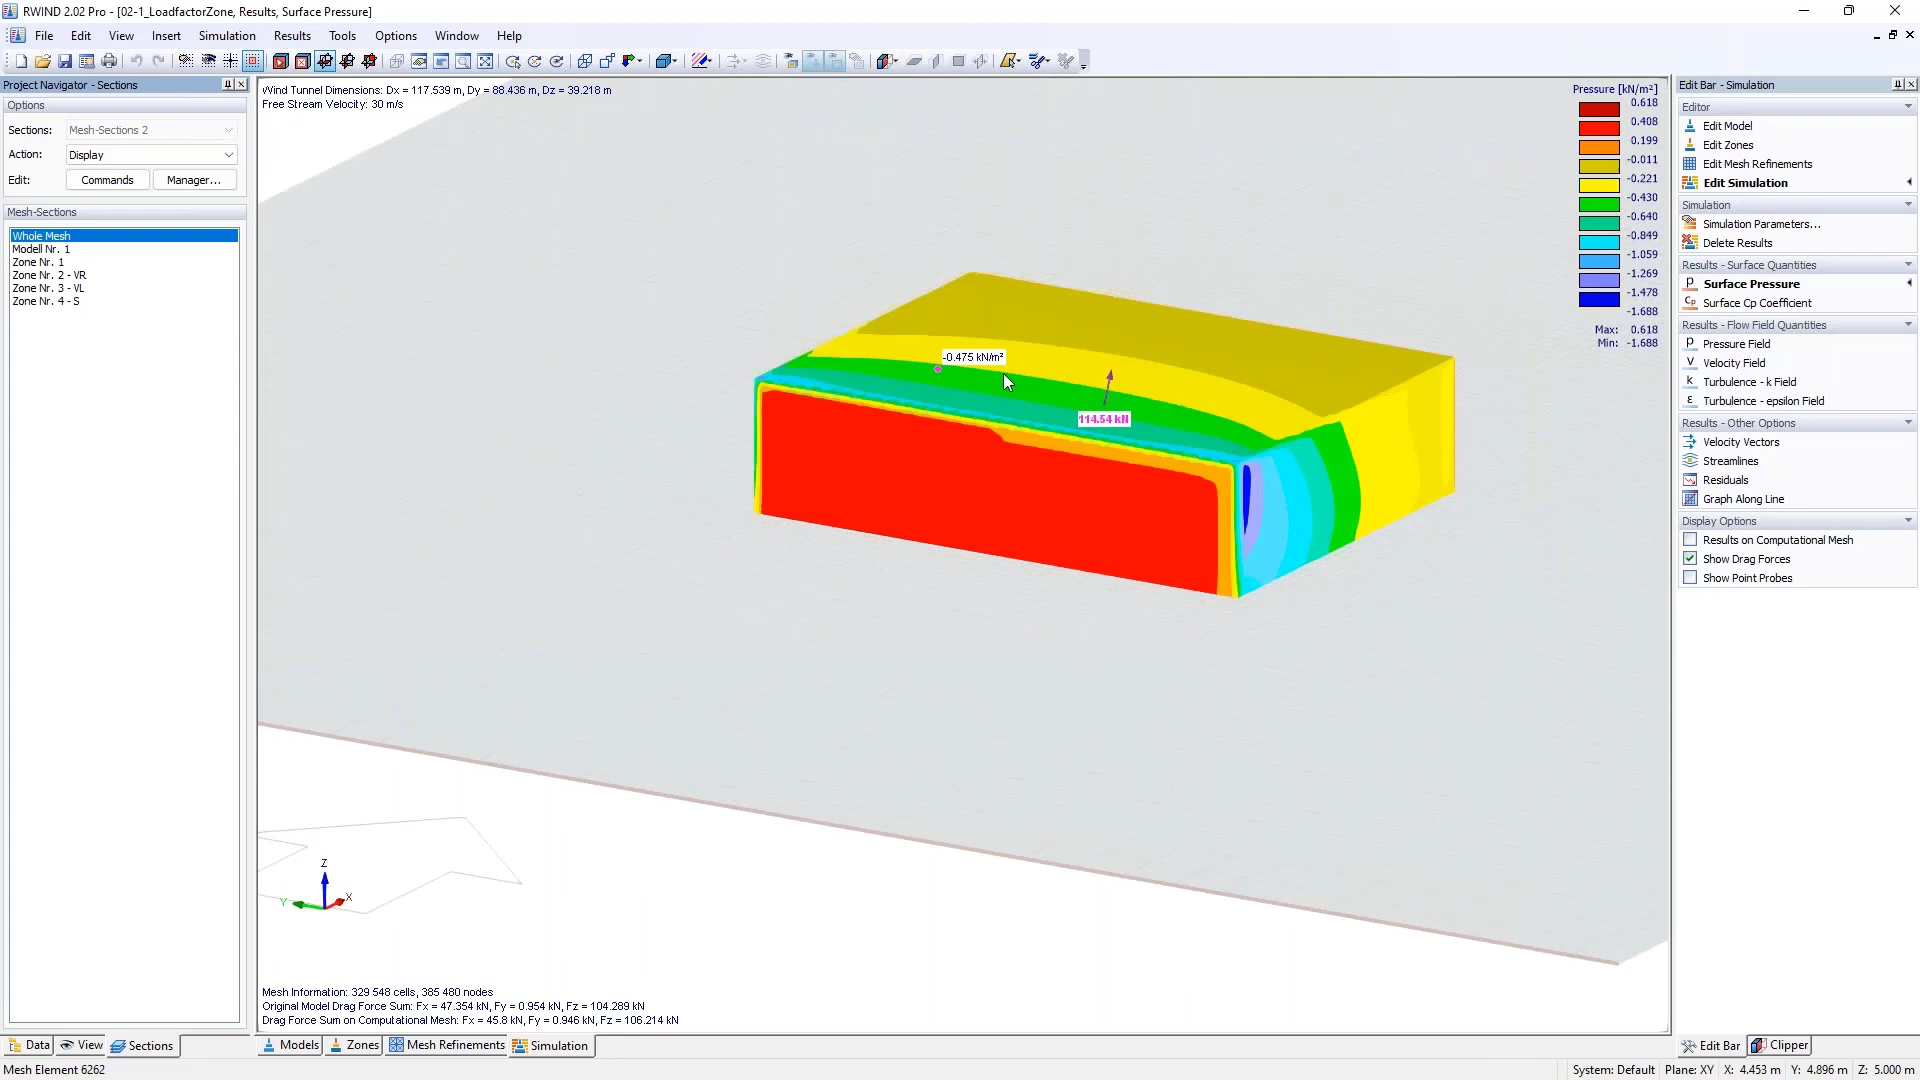 RWIND 2.02 Pro - [02-1_LoadfactorZone, Results, Surface Pressure]
File Edit View Insert Simulation Results Tools Options Window Help
Project Navigator - Sections
Options
Sections: Mesh-Sections 2
Action: Display
Edit: Commands Manager...
Mesh-Sections
Whole Mesh
Modell Nr. 1
Zone Nr. 1
Zone Nr. 2 - VR
Zone Nr. 3 - VL
Zone Nr. 4 - S
Data View Sections
Wind Tunnel Dimensions: Dx = 117.539 m, Dy = 88.436 m, Dz = 39.218 m
Free Stream Velocity: 30 m/s
Pressure [kN/m²]
0.618
0.408
0.199
-0.011
-0.221
-0.430
-0.640
-0.849
-1.059
-1.269
-1.478
-1.688
Max: 0.618
Min: -1.688
-0.475 kN/m²
114.54 kN
Z
Y
X
Mesh Information: 329 548 cells, 385 480 nodes
Original Model Drag Force Sum: Fx = 47.354 kN, Fy = 0.954 kN, Fz = 104.289 kN
Drag Force Sum on Computational Mesh: Fx = 45.8 kN, Fy = 0.946 kN, Fz = 106.214 kN
Models Zones Mesh Refinements Simulation
Edit Bar - Simulation
Editor
Edit Model
Edit Zones
Edit Mesh Refinements
Edit Simulation
Simulation
Simulation Parameters...
Delete Results
Results - Surface Quantities
p Surface Pressure
Cp Surface Cp Coefficient
Results - Flow Field Quantities
p Pressure Field
v Velocity Field
k Turbulence - k Field
ε Turbulence - epsilon Field
Results - Other Options
Velocity Vectors
Streamlines
Residuals
Graph Along Line
Display Options
Results on Computational Mesh
Show Drag Forces
Show Point Probes
Edit Bar Clipper
Mesh Element 6262
System: Default Plane: XY X: 4.453 m Y: 4.896 m Z: 5.000 m